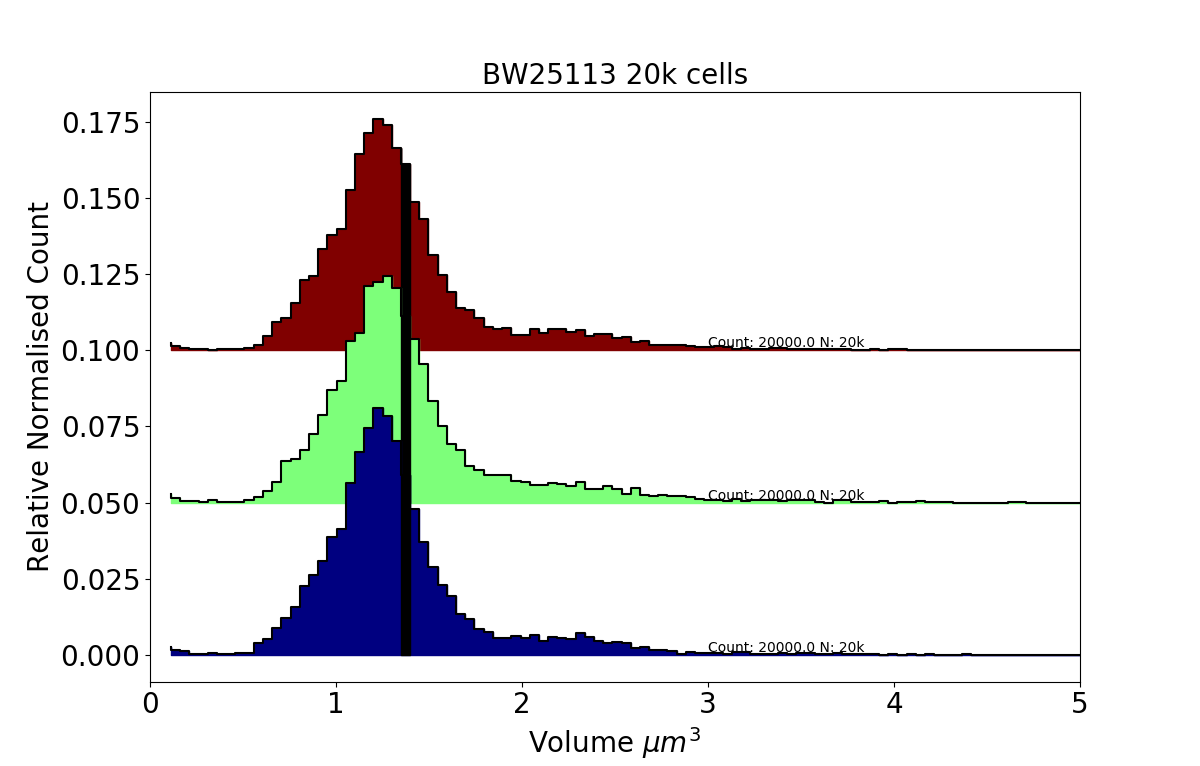 BW25113 20k cells
Relative Normalised Count
0.175
0.150
0.125
0.100
0.075
0.050
0.025
0.000
Count: 20000.0 N: 20k
Count: 20000.0 N: 20k
Count: 20000.0 N: 20k
0 1 2 3 4 5
Volume μm³